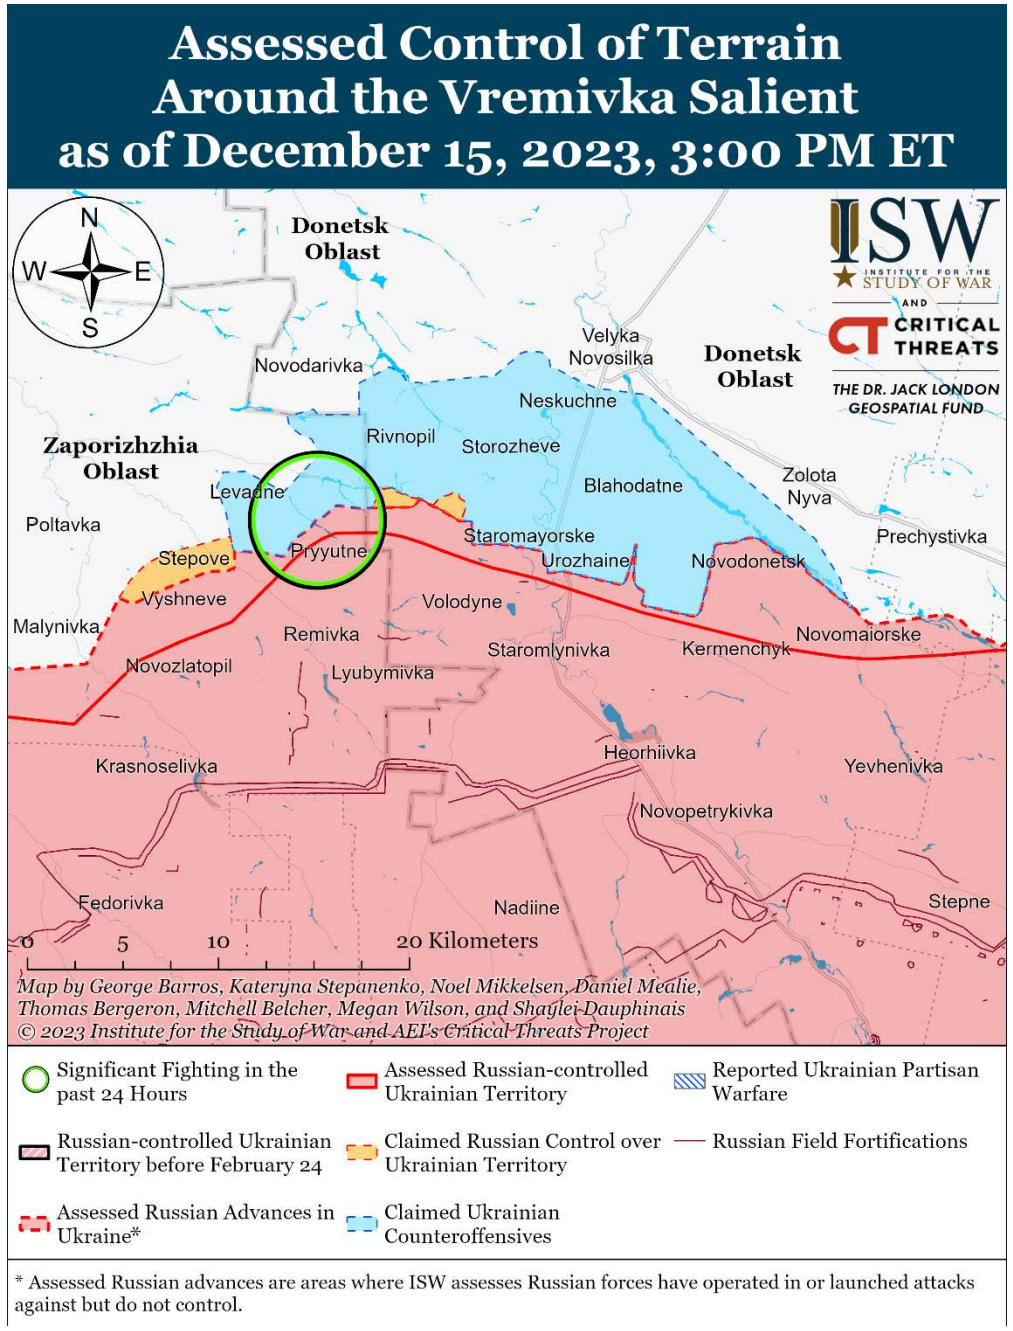 Assessed Control of Terrain
Around the Vremivka Salient
as of December 15, 2023, 3:00 PM ET
N
W
E
S
Donetsk
Oblast
ISW
INSTITUTE FOR THE
STUDY OF WAR
AND
CT CRITICAL
THREATS
THE DR. JACK LONDON
GEOSPATIAL FUND
Velyka
Novosilka
Donetsk
Oblast
Novodarivka
Neskuchne
Rivnopil
Storozheve
Zaporizhzhia
Oblast
Zolota
Nyva
Levadne
Blahodatne
Poltavka
Staromayorske
Prechystivka
Pryyutne
Stepove
Urozhaine
Novodonetsk
Vyshneve
Volodyne
Malynivka
Remivka
Novomaiorske
Staromlynivka
Kermenchyk
Novozlatopil
Lyubymivka
Heorhiivka
Krasnoselivka
Yevhenivka
Novopetrykivka
Fedorivka
Nadiine
Stepne
0 5 10 20 Kilometers
Map by George Barros, Kateryna Stepanenko, Noel Mikkelsen, Daniel Mealie,
Thomas Bergeron, Mitchell Belcher, Megan Wilson, and Shaylei Dauphinais
© 2023 Institute for the Study of War and AEI's Critical Threats Project
Significant Fighting in the
past 24 Hours
Assessed Russian-controlled
Ukrainian Territory
Reported Ukrainian Partisan
Warfare
Russian-controlled Ukrainian
Territory before February 24
Claimed Russian Control over
Ukrainian Territory
Russian Field Fortifications
Assessed Russian Advances in
Ukraine*
Claimed Ukrainian
Counteroffensives
* Assessed Russian advances are areas where ISW assesses Russian forces have operated in or launched attacks
against but do not control.